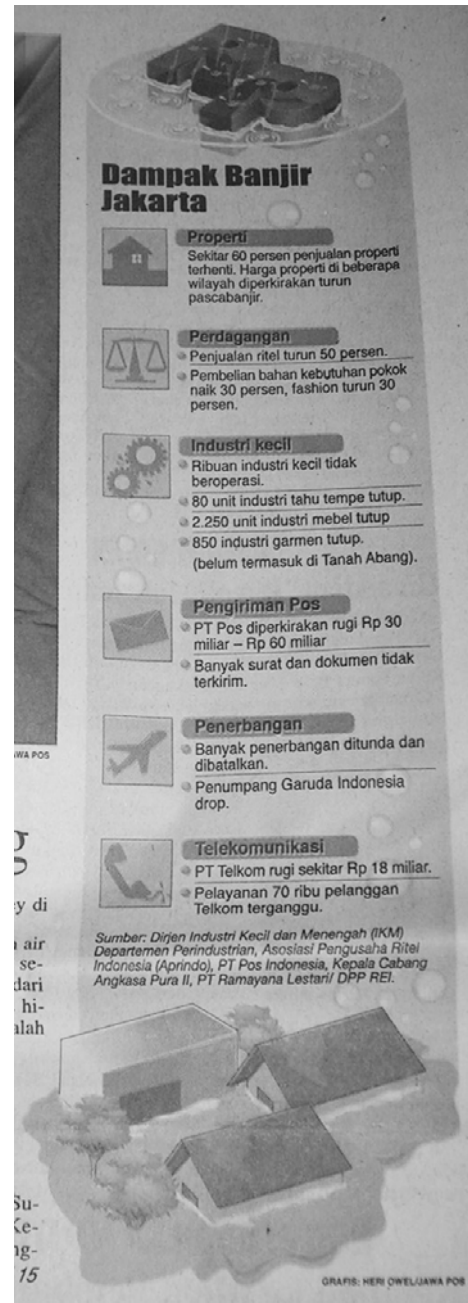 Dampak Banjir
Jakarta
Properti
Sekitar 60 persen penjualan properti
terhenti. Harga properti di beberapa
wilayah diperkirakan turun
pascabanjir.
Perdagangan
Penjualan ritel turun 50 persen.
Pembelian bahan kebutuhan pokok
naik 30 persen, fashion turun 30
persen.
Industri kecil
Ribuan industri kecil tidak
beroperasi.
80 unit industri tahu tempe tutup.
2.250 unit industri mebel tutup
850 industri garmen tutup.
(belum termasuk di Tanah Abang).
Pengiriman Pos
PT Pos diperkirakan rugi Rp 30
miliar – Rp 60 miliar
Banyak surat dan dokumen tidak
terkirim.
Penerbangan
Banyak penerbangan ditunda dan
dibatalkan.
Penumpang Garuda Indonesia
drop.
Telekomunikasi
PT Telkom rugi sekitar Rp 18 miliar.
Pelayanan 70 ribu pelanggan
Telkom terganggu.
Sumber: Dirjen Industri Kecil dan Menengah (IKM)
Departemen Perindustrian, Asosiasi Pengusaha Ritel
Indonesia (Aprindo), PT Pos Indonesia, Kepala Cabang
Angkasa Pura II, PT Ramayana Lestari/ DPP REI.
GRAFIS: HERI OWEL/JAWA POS
WA POS
g
y di
air
se-
dari
hi-
alah
Su-
Ke-
ng-
15